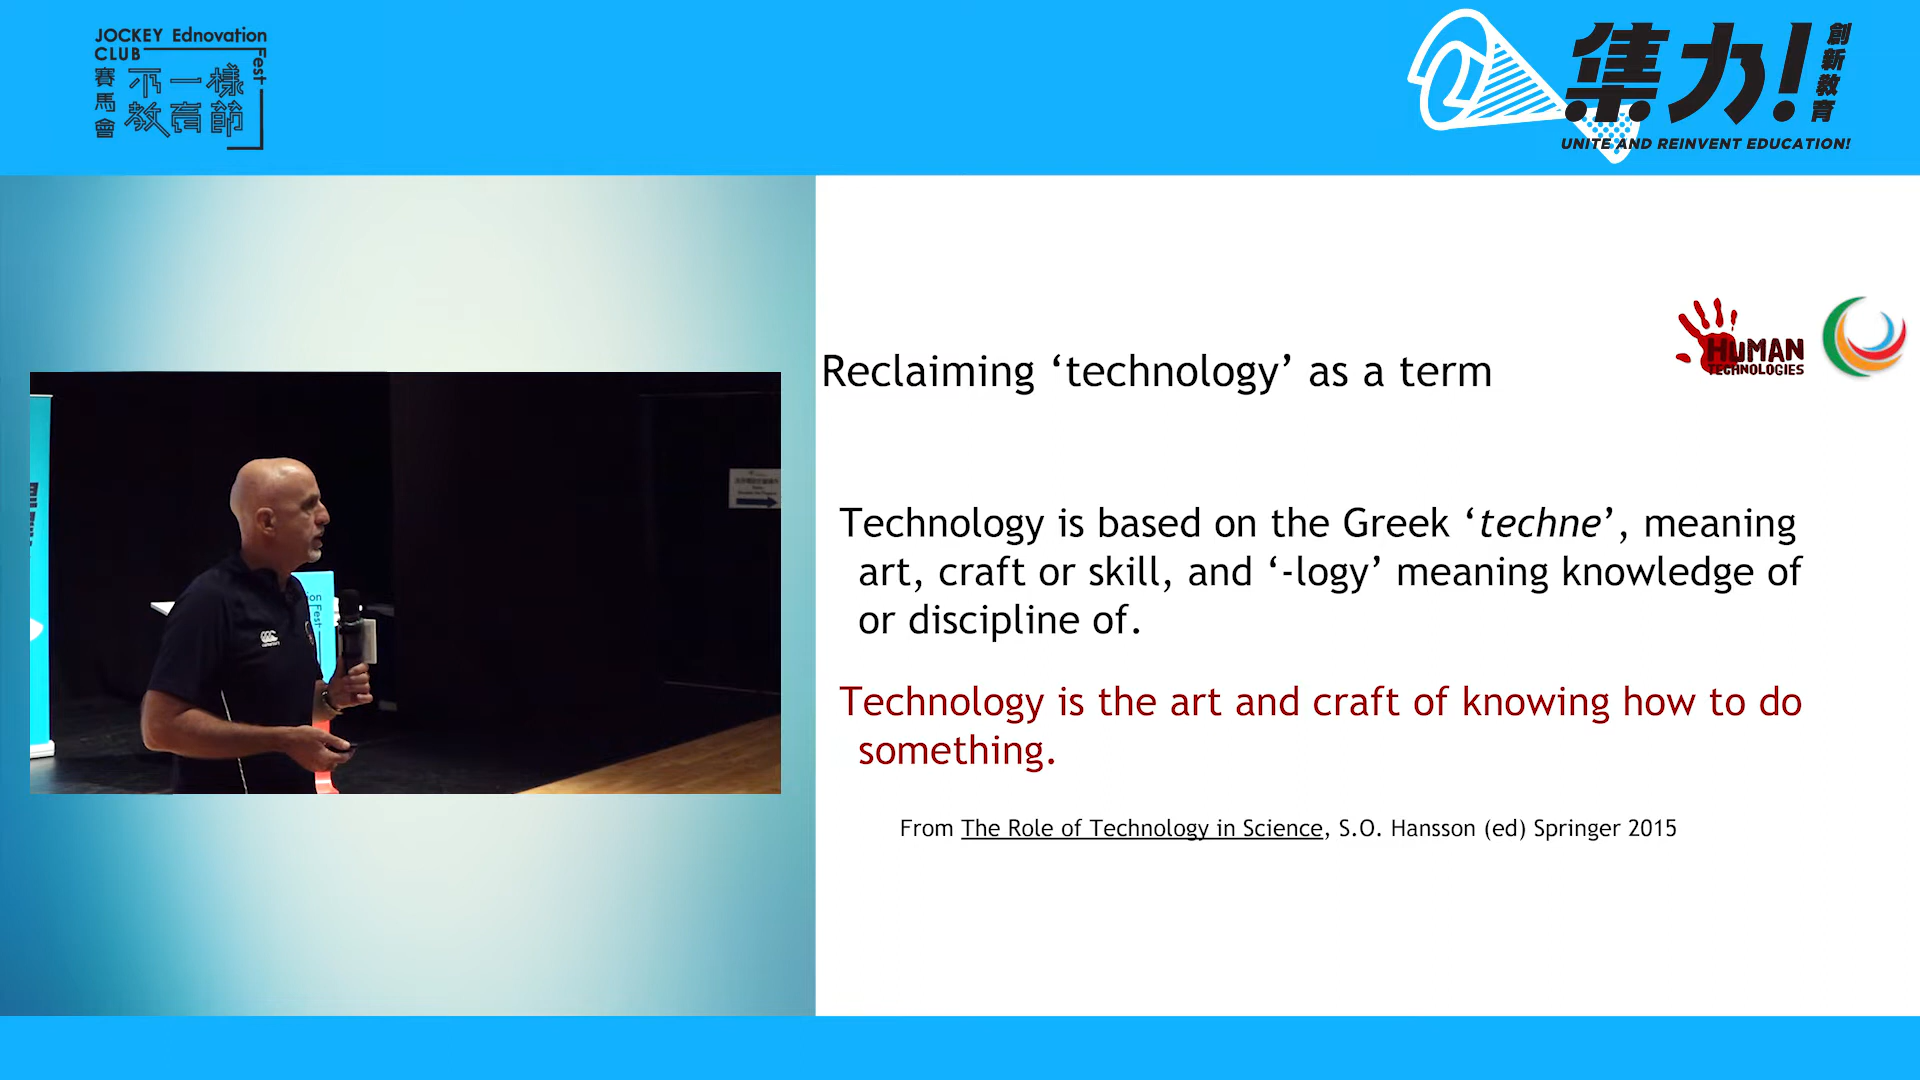 JOCKEY Ednovation
CLUB Fest
賽馬會
不一樣
教育節
集力!
創新教育
UNITE AND REINVENT EDUCATION!
HUMAN
TECHNOLOGIES
Reclaiming ‘technology’ as a term
Technology is based on the Greek ‘techne’, meaning
art, craft or skill, and ‘-logy’ meaning knowledge of
or discipline of.
Technology is the art and craft of knowing how to do
something.
From The Role of Technology in Science, S.O. Hansson (ed) Springer 2015